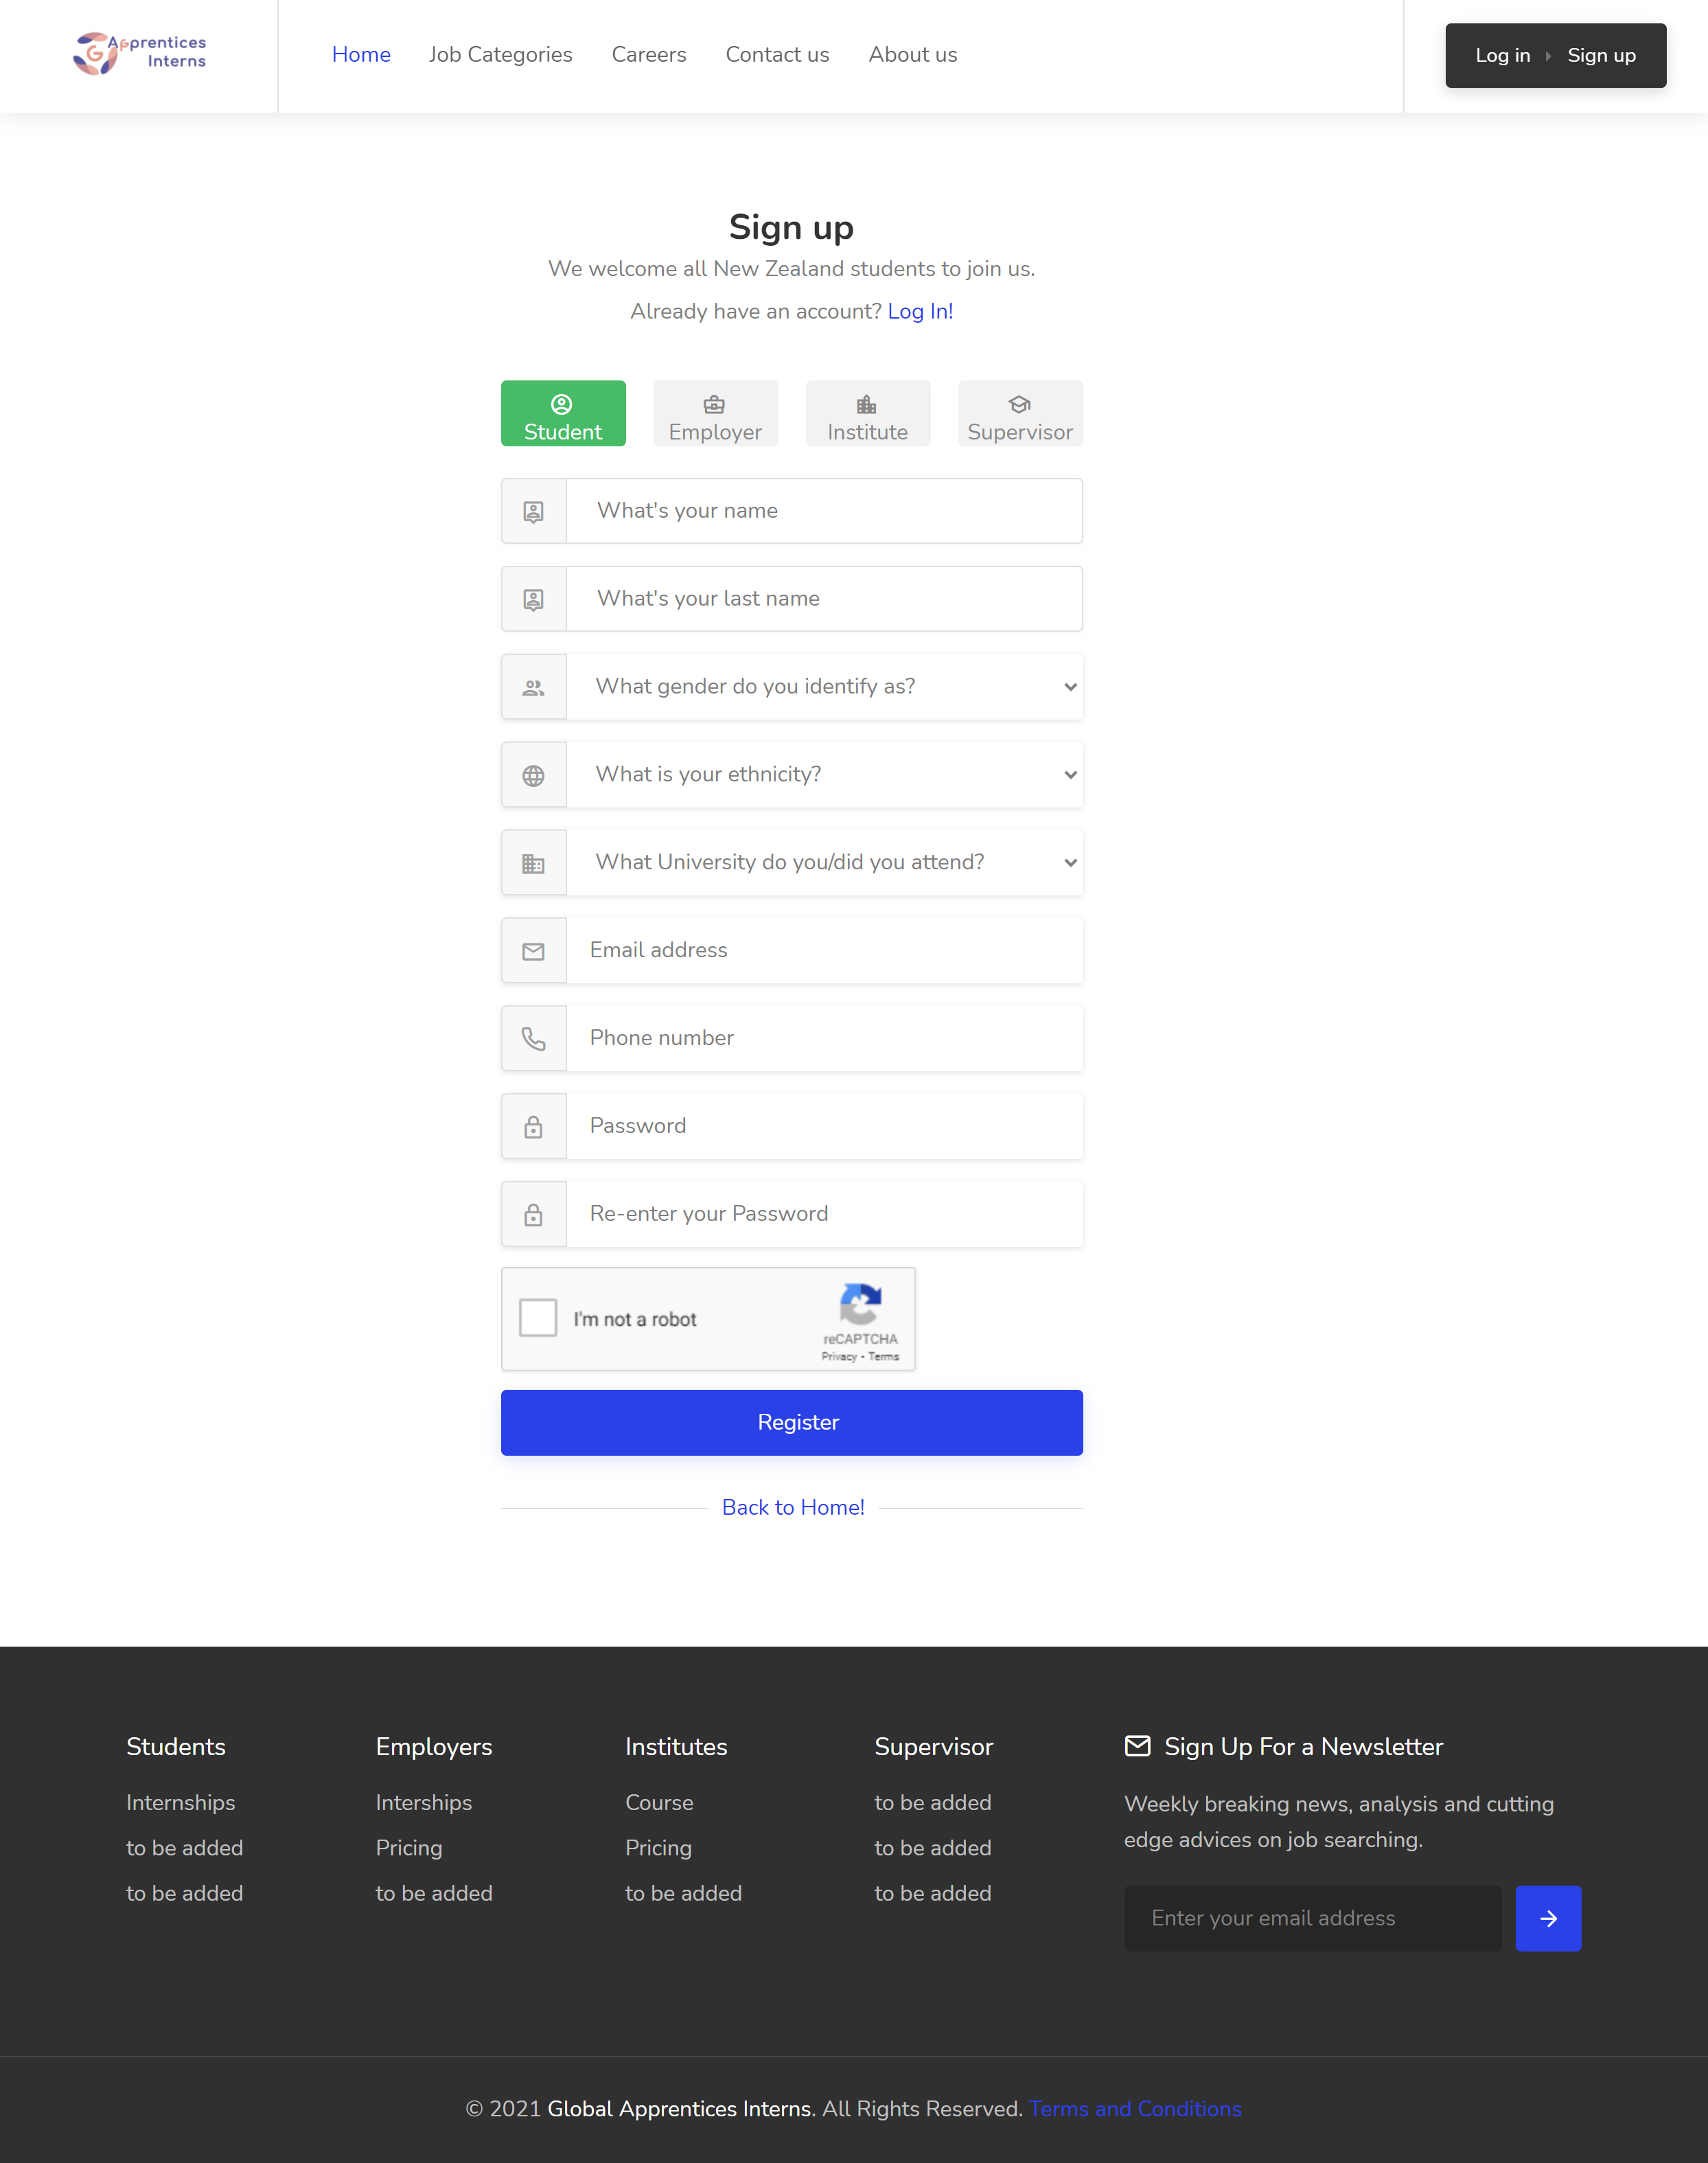 Apprentices
G Interns
Home Job Categories Careers Contact us About us
Log in Sign up
Sign up
We welcome all New Zealand students to join us.
Already have an account? Log In!
Student Employer Institute Supervisor
What's your name
What's your last name
What gender do you identify as?
What is your ethnicity?
What University do you/did you attend?
Email address
Phone number
Password
Re-enter your Password
I'm not a robot
reCAPTCHA
Privacy - Terms
Register
Back to Home!
Students Employers Institutes Supervisor Sign Up For a Newsletter
Internships Interships Course to be added Weekly breaking news, analysis and cutting
to be added Pricing Pricing to be added edge advices on job searching.
to be added to be added to be added to be added Enter your email address
© 2021 Global Apprentices Interns. All Rights Reserved. Terms and Conditions